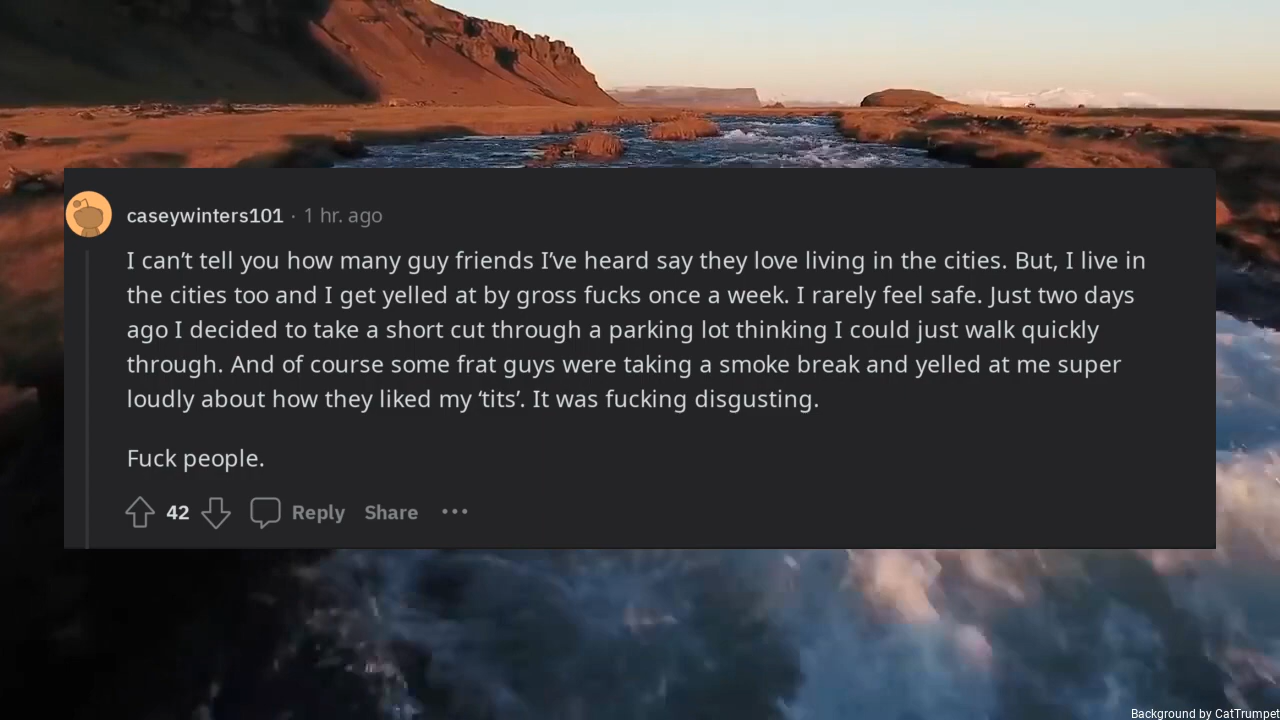 caseywinters101 · 1 hr. ago
I can’t tell you how many guy friends I’ve heard say they love living in the cities. But, I live in
the cities too and I get yelled at by gross fucks once a week. I rarely feel safe. Just two days
ago I decided to take a short cut through a parking lot thinking I could just walk quickly
through. And of course some frat guys were taking a smoke break and yelled at me super
loudly about how they liked my ‘tits’. It was fucking disgusting.
Fuck people.
42 Reply Share
Background by CatTrumpet